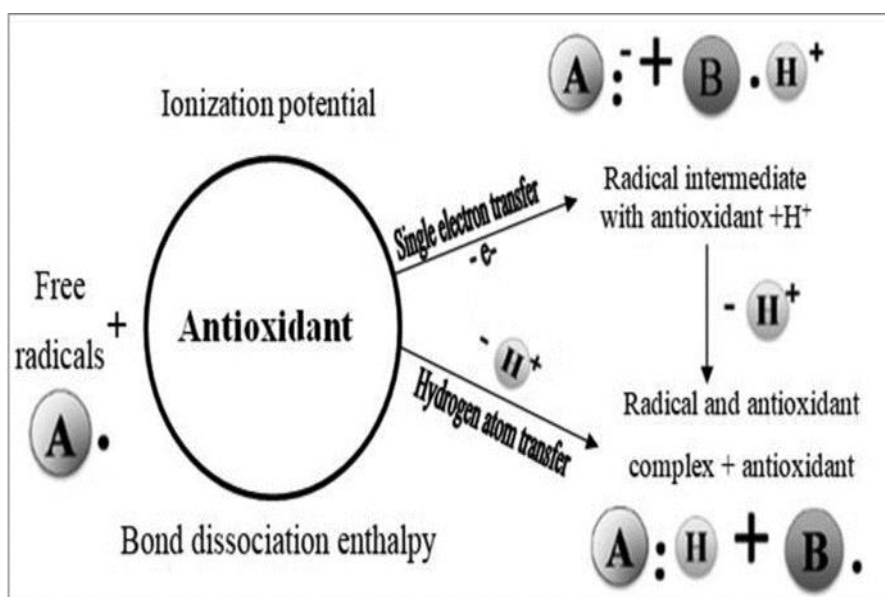 A:- + B.H+
Ionization potential
Single electron transfer
- e-
Radical intermediate
with antioxidant +H+
Free
radicals
+
A.
Antioxidant
- H+
- H+
Hydrogen atom transfer
Radical and antioxidant
complex + antioxidant
Bond dissociation enthalpy
A:H + B.